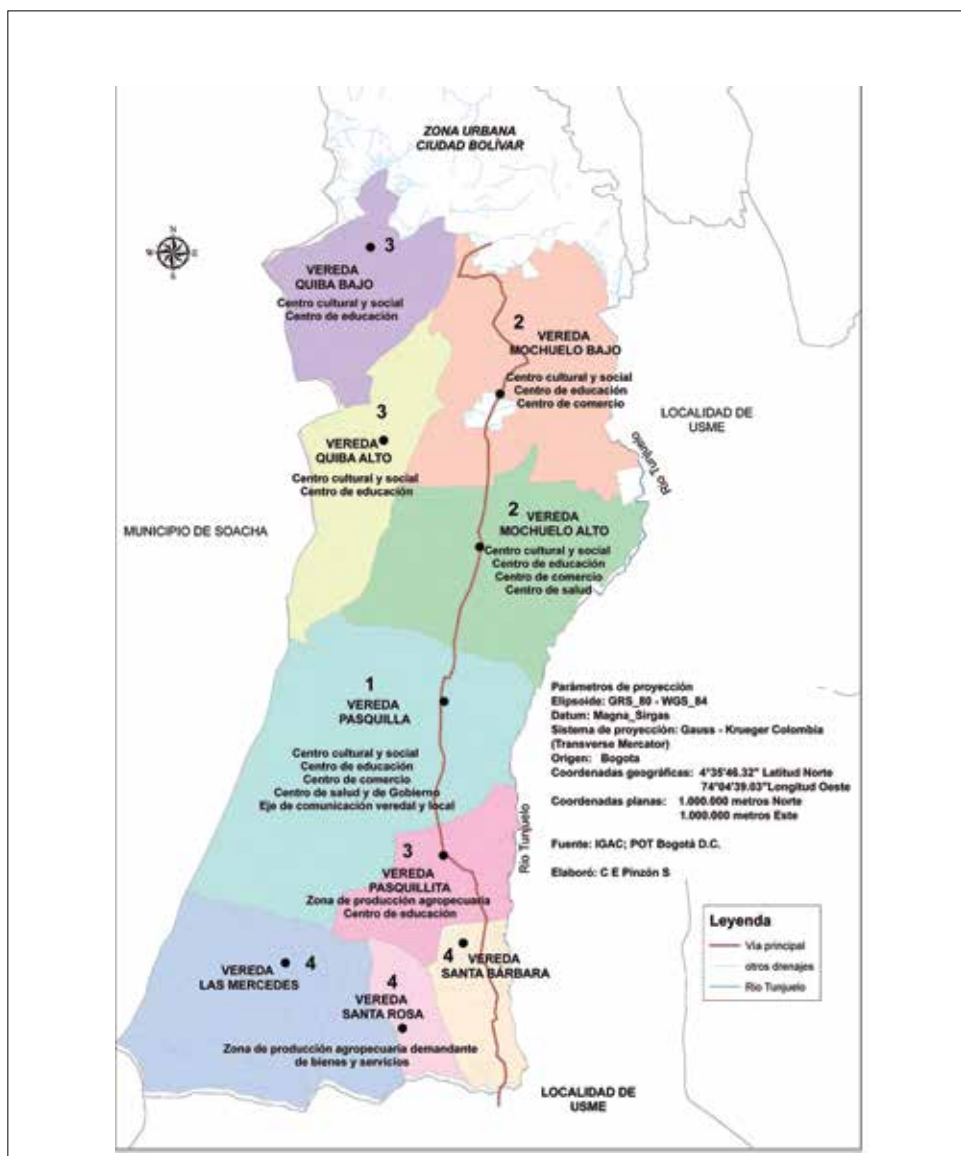 ZONA URBANA
CIUDAD BOLÍVAR
N
W
E
S
3
VEREDA
QUIBA BAJO
Centro cultural y social
Centro de educación
2
VEREDA
MOCHUELO BAJO
Centro cultural y social
Centro de educación
Centro de comercio
LOCALIDAD DE
USME
Río Tunjuelo
3
VEREDA
QUIBA ALTO
Centro cultural y social
Centro de educación
MUNICIPIO DE SOACHA
2
VEREDA
MOCHUELO ALTO
Centro cultural y social
Centro de educación
Centro de comercio
Centro de salud
1
VEREDA
PASQUILLA
Centro cultural y social
Centro de educación
Centro de comercio
Centro de salud y de Gobierno
Eje de comunicación veredal y local
Parámetros de proyección
Elipsoide: GRS_80 - WGS_84
Datum: Magna_Sirgas
Sistema de proyección: Gauss - Krueger Colombia
(Transverse Mercator)
Origen: Bogota
Coordenadas geográficas: 4°35'46.32" Latitud Norte
74°04'39.03"Longitud Oeste
Coordenadas planas: 1.000.000 metros Norte
1.000.000 metros Este
Fuente: IGAC; POT Bogotá D.C.
Elaboró: C E Pinzón S
Río Tunjuelo
3
VEREDA
PASQUILLITA
Zona de producción agropecuaria
Centro de educación
Leyenda
Vía principal
otros drenajes
Rio Tunjuelo
4
VEREDA
LAS MERCEDES
4
VEREDA
SANTA ROSA
4
VEREDA
SANTA BÁRBARA
Zona de producción agropecuaria demandante
de bienes y servicios
LOCALIDAD DE
USME